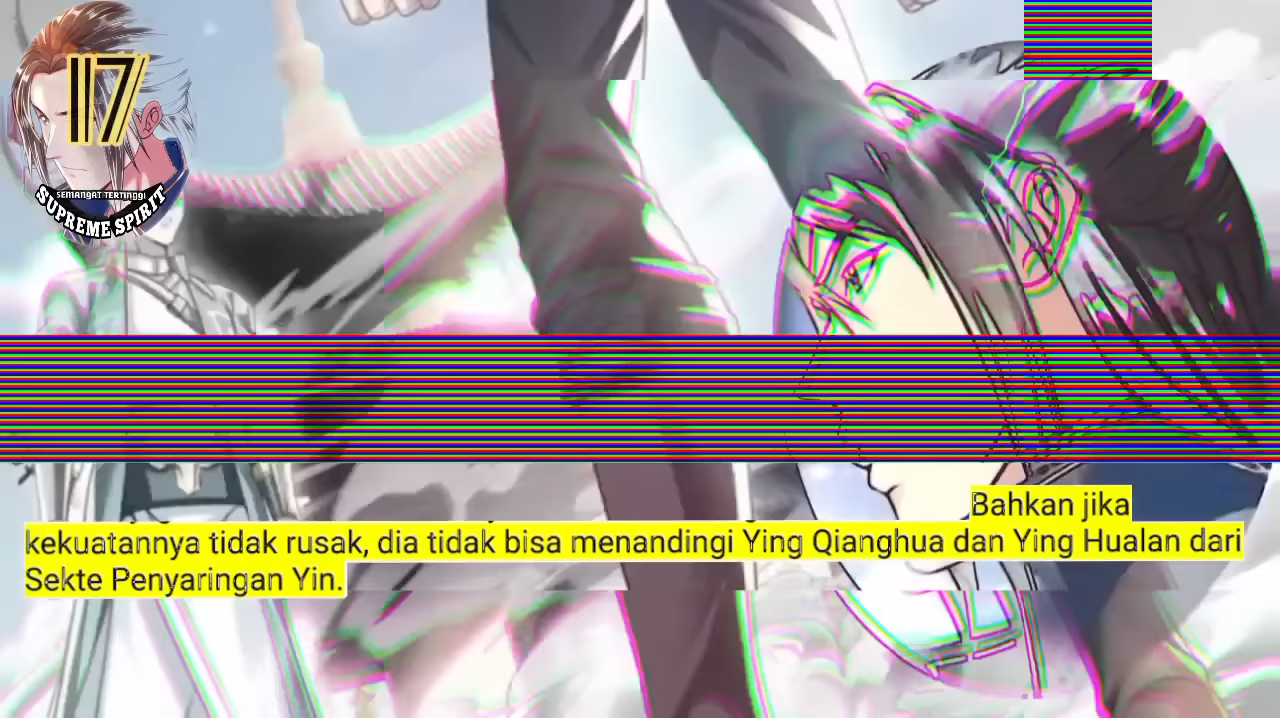 17
SEMANGAT TERTINGGI
SUPREME SPIRIT
Bahkan jika
kekuatannya tidak rusak, dia tidak bisa menandingi Ying Qianghua dan Ying Hualan dari
Sekte Penyaringan Yin.